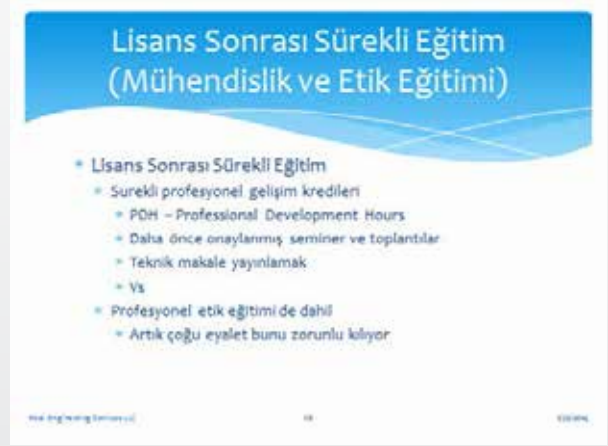 Lisans Sonrası Sürekli Eğitim
(Mühendislik ve Etik Eğitimi)
Lisans Sonrası Sürekli Eğitim
Surekli profesyonel gelişim kredileri
PDH – Professional Development Hours
Daha önce onaylanmış seminer ve toplantılar
Teknik makale yayınlamak
Vs
Profesyonel etik eğitimi de dahil
Artık çoğu eyalet bunu zorunlu kılıyor